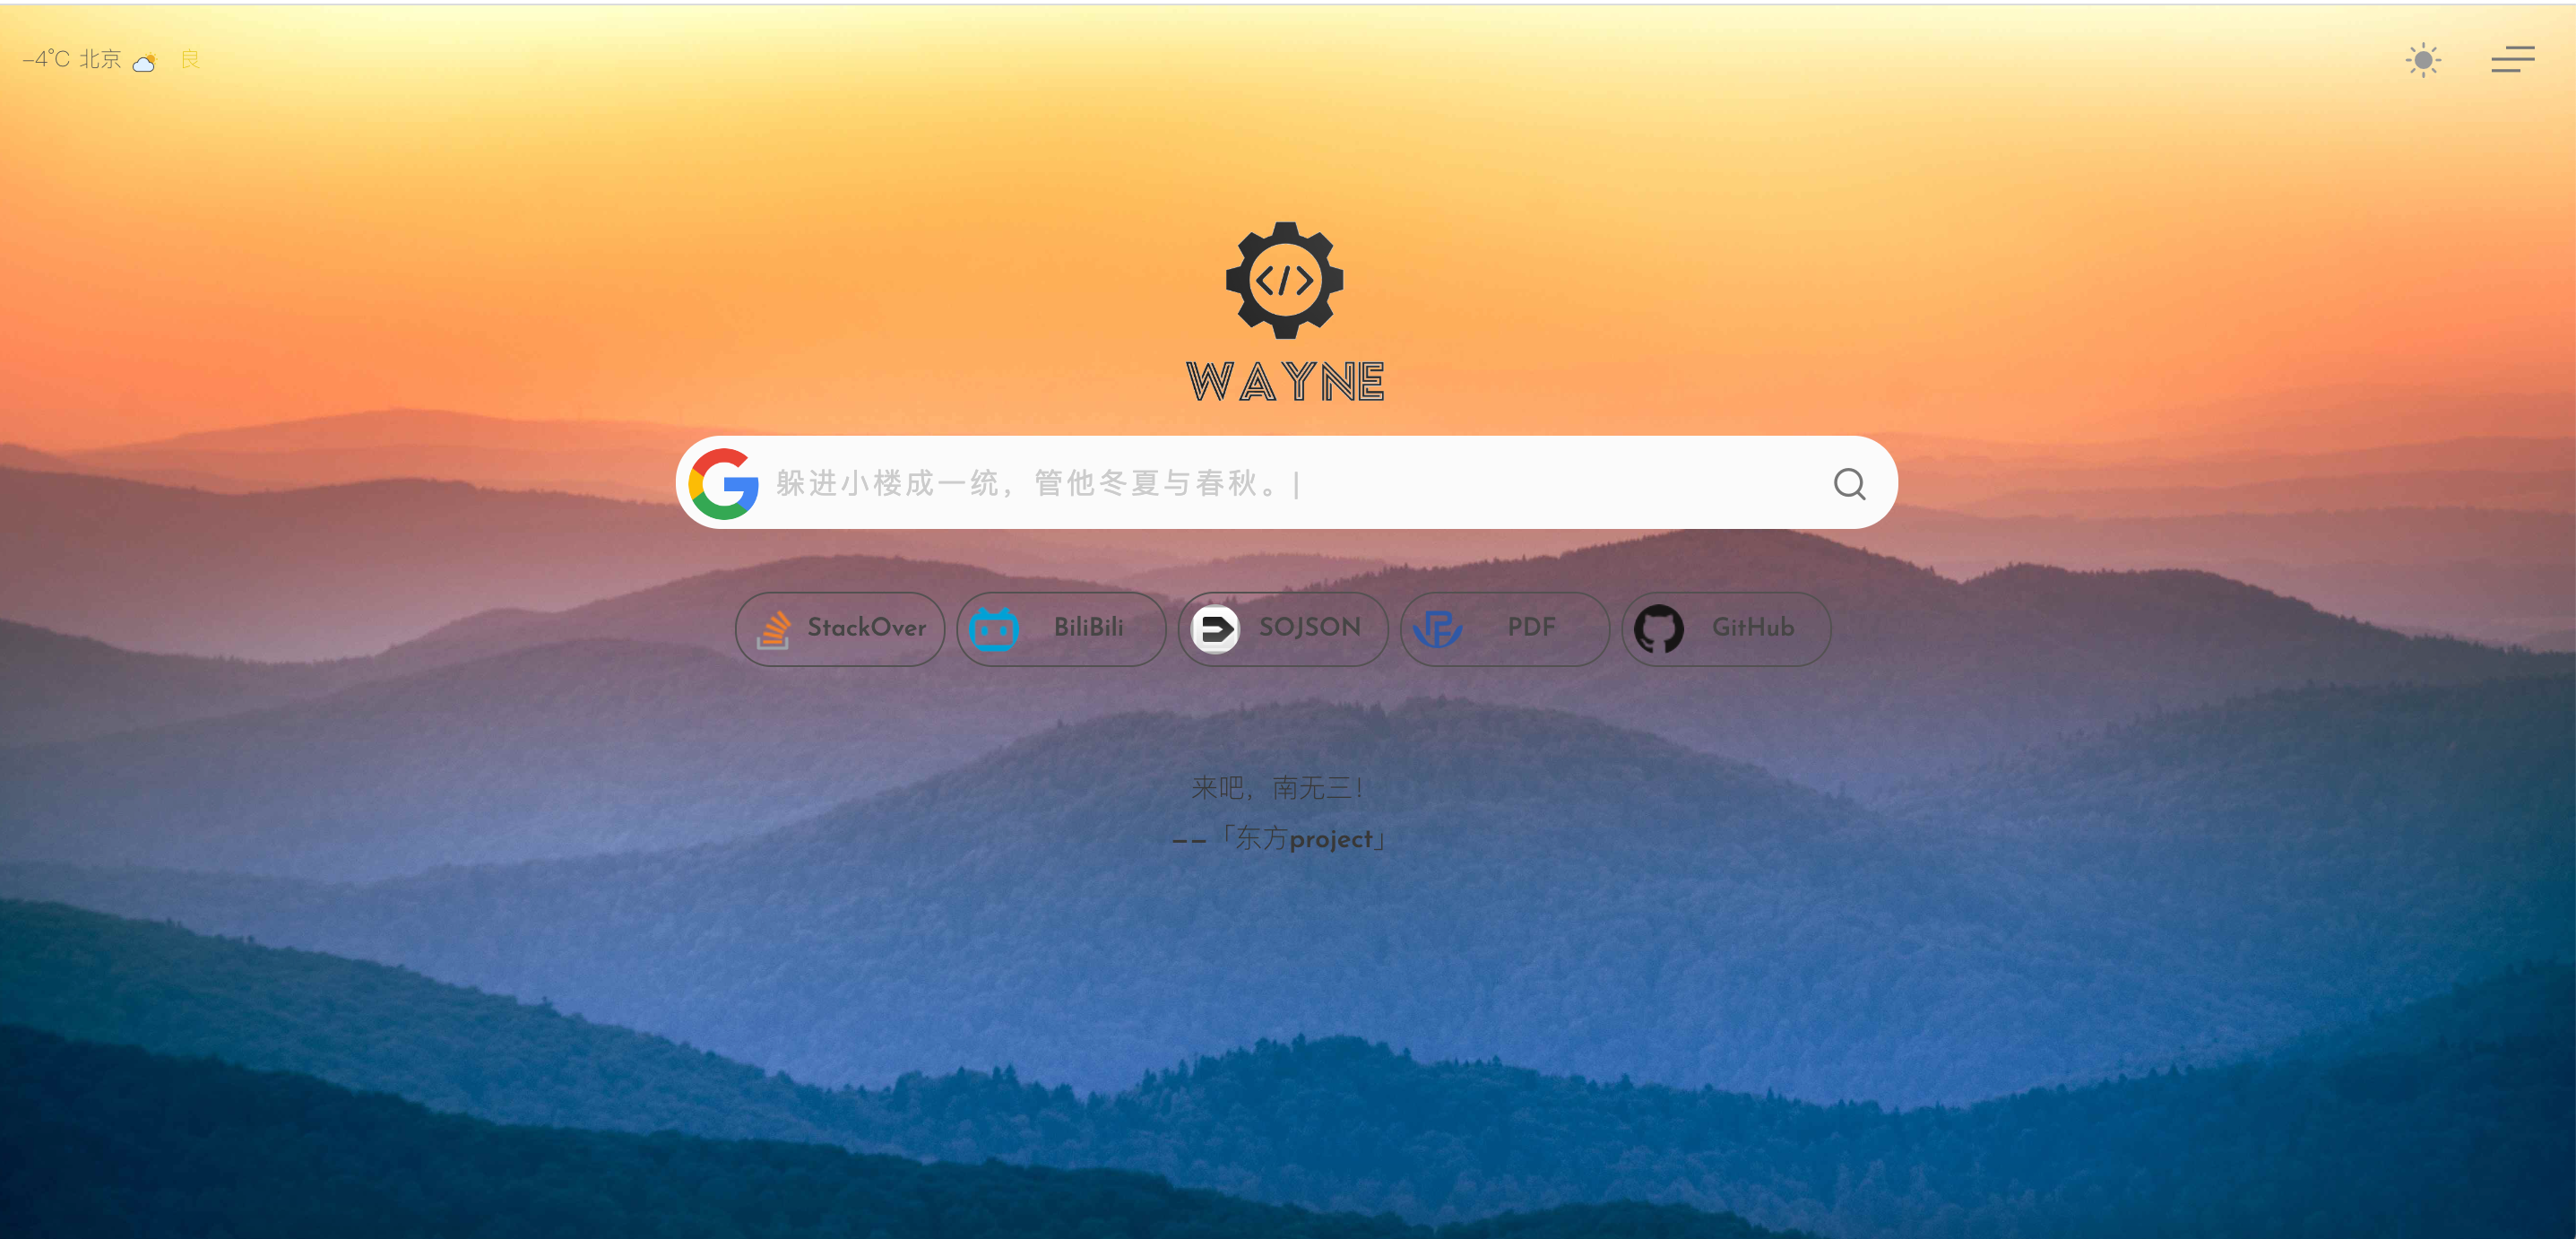 -4℃ 北京 良
WAYNE
躲进小楼成一统，管他冬夏与春秋。|
StackOver
BiliBili
SOJSON
PDF
GitHub
来吧，南无三！
--「东方project」